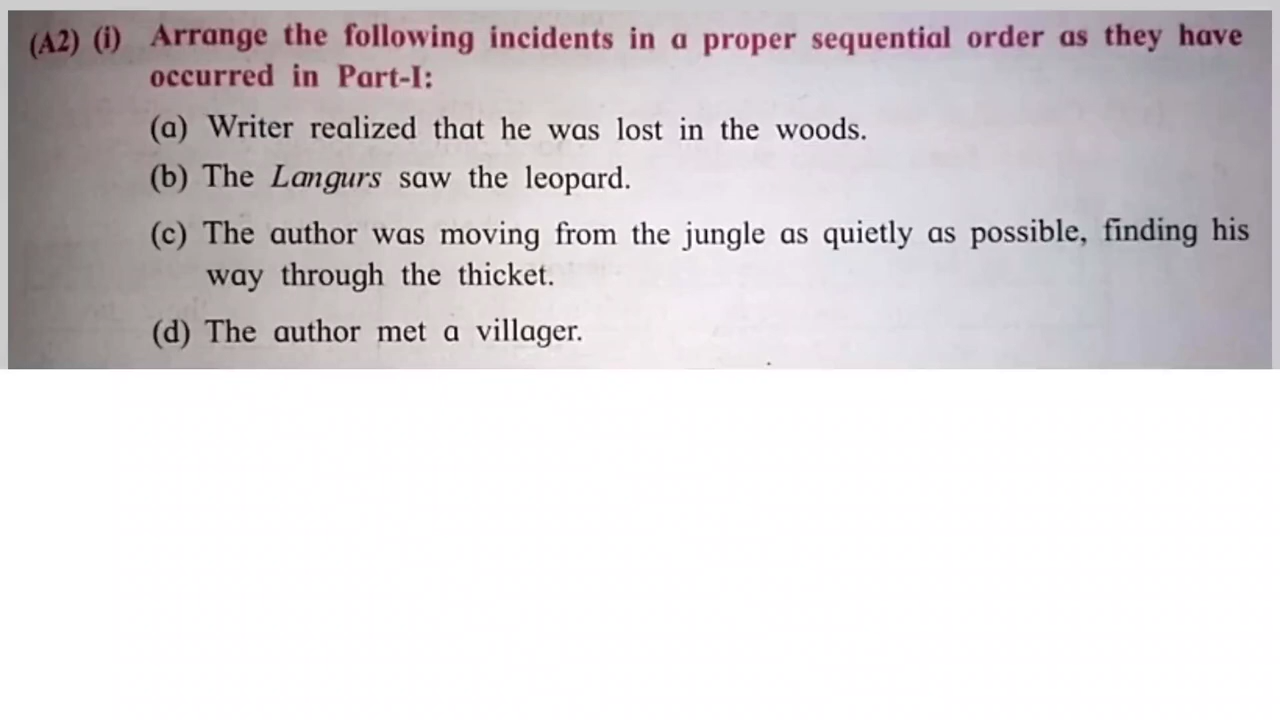 (A2) (i) Arrange the following incidents in a proper sequential order as they have
occurred in Part-I:
(a) Writer realized that he was lost in the woods.
(b) The Langurs saw the leopard.
(c) The author was moving from the jungle as quietly as possible, finding his
way through the thicket.
(d) The author met a villager.